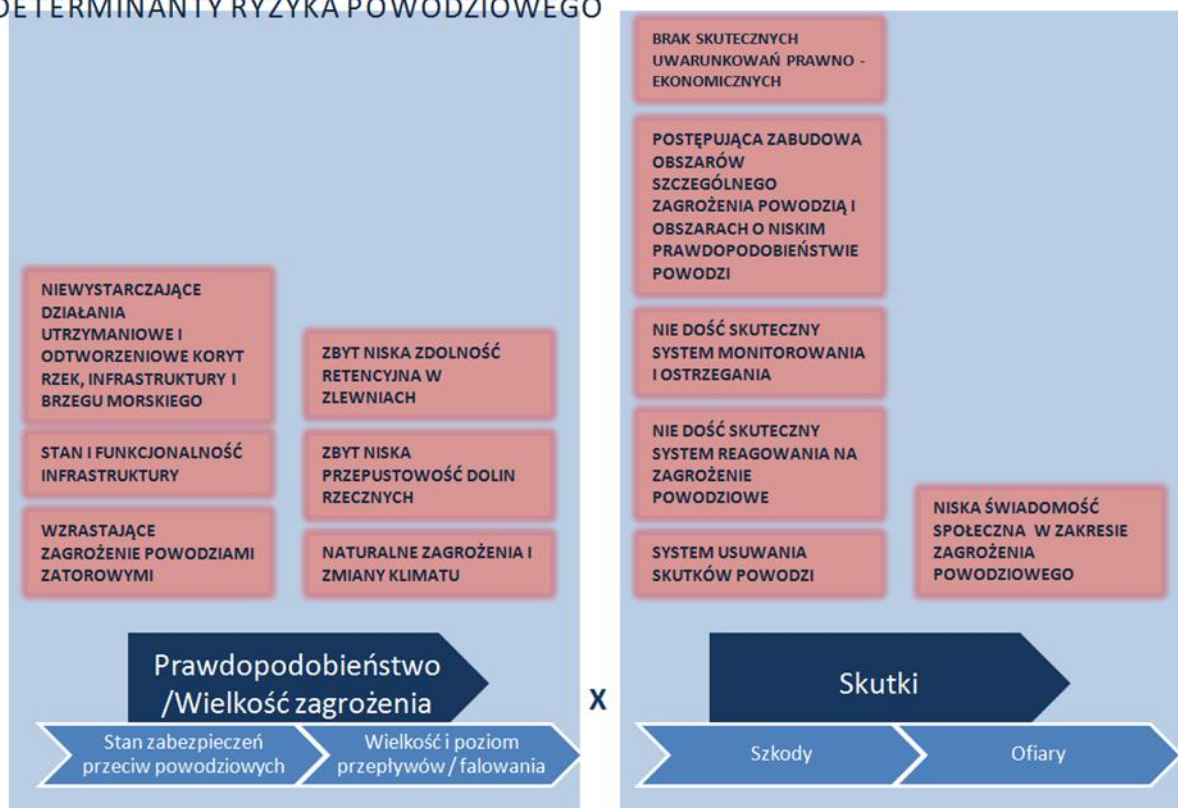 DETERMINANTY RYZYKA POWODZIOWEGO
NIEWYSTARCZAJĄCE
DZIAŁANIA
UTRZYMANIOWE I
ODTWORZENIOWE KORYT
RZEK, INFRASTRUKTURY I
BRZEGU MORSKIEGO
STAN I FUNKCJONALNOŚĆ
INFRASTRUKTURY
WZRASTAJĄCE
ZAGROŻENIE POWODZIAMI
ZATOROWYMI
ZBYT NISKA ZDOLNOŚĆ
RETENCYJNA W
ZLEWNIACH
ZBYT NISKA
PRZEPUSTOWOŚĆ DOLIN
RZECZNYCH
NATURALNE ZAGROŻENIA I
ZMIANY KLIMATU
Prawdopodobieństwo
/Wielkość zagrożenia
Stan zabezpieczeń
przeciw powodziowych
Wielkość i poziom
przepływów / falowania
X
BRAK SKUTECZNYCH
UWARUNKOWAŃ PRAWNO -
EKONOMICZNYCH
POSTĘPUJĄCA ZABUDOWA
OBSZARÓW
SZCZEGÓLNEGO
ZAGROŻENIA POWODZIĄ I
OBSZARACH O NISKIM
PRAWDOPODOBIEŃSTWIE
POWODZI
NIE DOŚĆ SKUTECZNY
SYSTEM MONITOROWANIA
I OSTRZEGANIA
NIE DOŚĆ SKUTECZNY
SYSTEM REAGOWANIA NA
ZAGROŻENIE
POWODZIOWE
SYSTEM USUWANIA
SKUTKÓW POWODZI
NISKA ŚWIADOMOŚĆ
SPOŁECZNA W ZAKRESIE
ZAGROŻENIA
POWODZIOWEGO
Skutki
Szkody
Ofiary